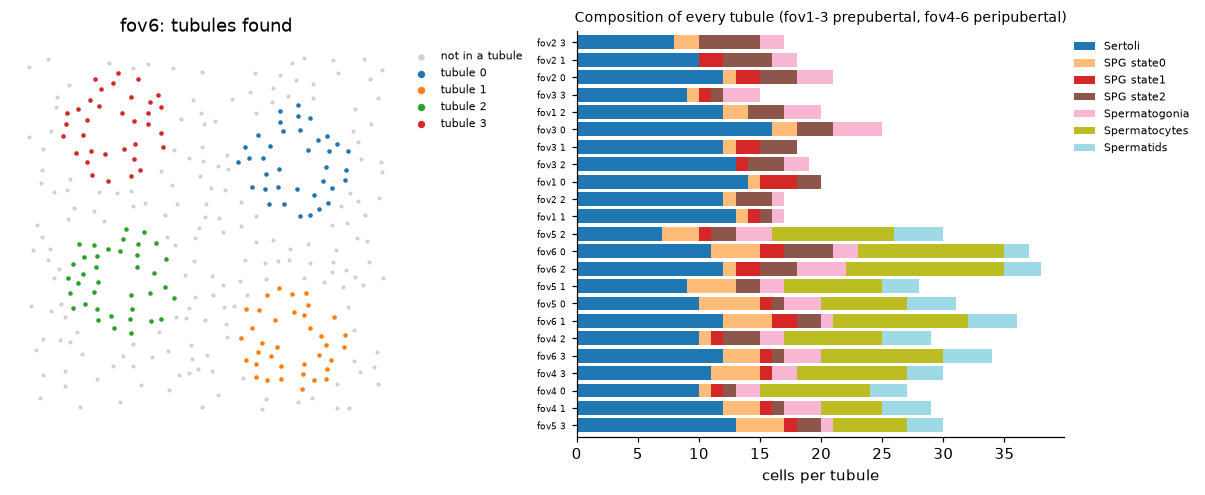 fov6: tubules found
not in a tubule
tubule 0
tubule 1
tubule 2
tubule 3
Composition of every tubule (fov1-3 prepubertal, fov4-6 peripubertal)
fov2 3
fov2 1
fov2 0
fov3 3
fov1 2
fov3 0
fov3 1
fov3 2
fov1 0
fov2 2
fov1 1
fov5 2
fov6 0
fov6 2
fov5 1
fov5 0
fov6 1
fov4 2
fov6 3
fov4 3
fov4 0
fov4 1
fov5 3
0 5 10 15 20 25 30 35
cells per tubule
Sertoli
SPG state0
SPG state1
SPG state2
Spermatogonia
Spermatocytes
Spermatids